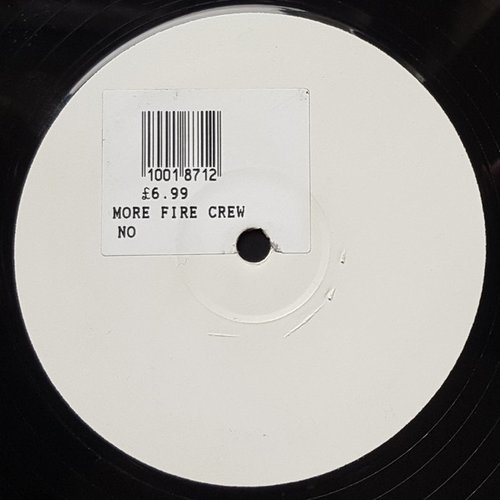 10018712
£6.99
MORE FIRE CREW
NO